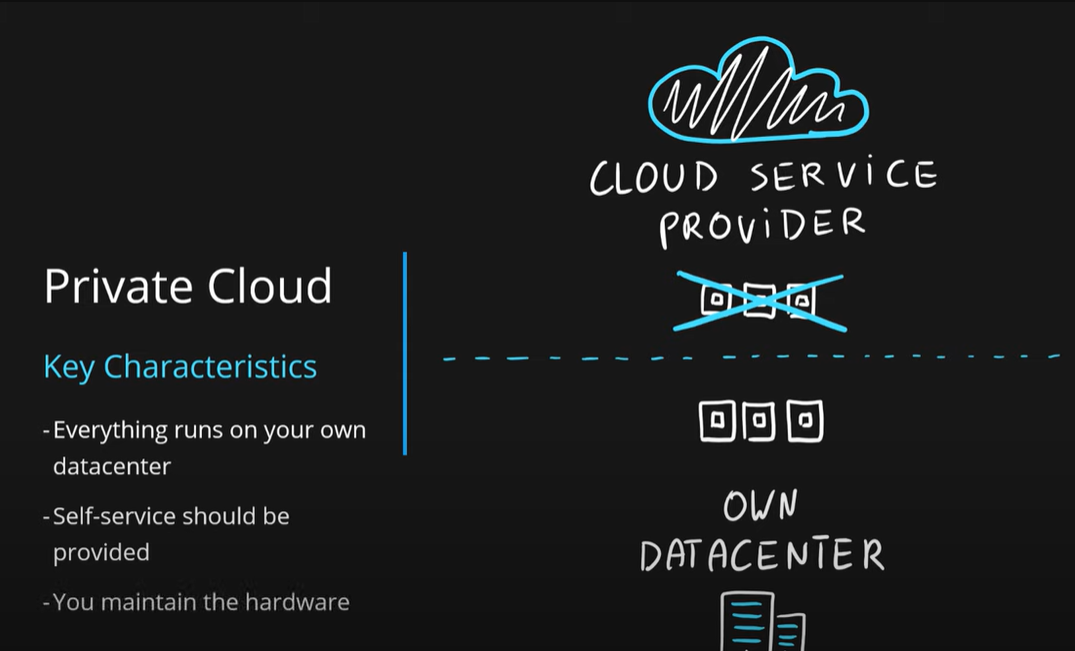 CLOUD SERVICE
PROVIDER
Private Cloud
Key Characteristics
-Everything runs on your own
datacenter
-Self-service should be
provided
-You maintain the hardware
OWN
DATACENTER